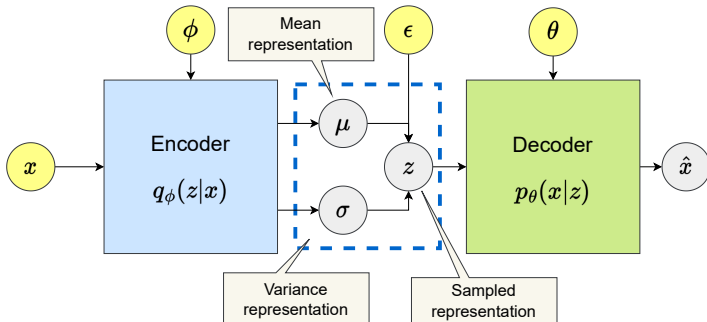 ϕ
Mean
representation
ϵ
θ
x
Encoder
qϕ(z|x)
μ
σ
z
Decoder
pθ(x|z)
x̂
Variance
representation
Sampled
representation